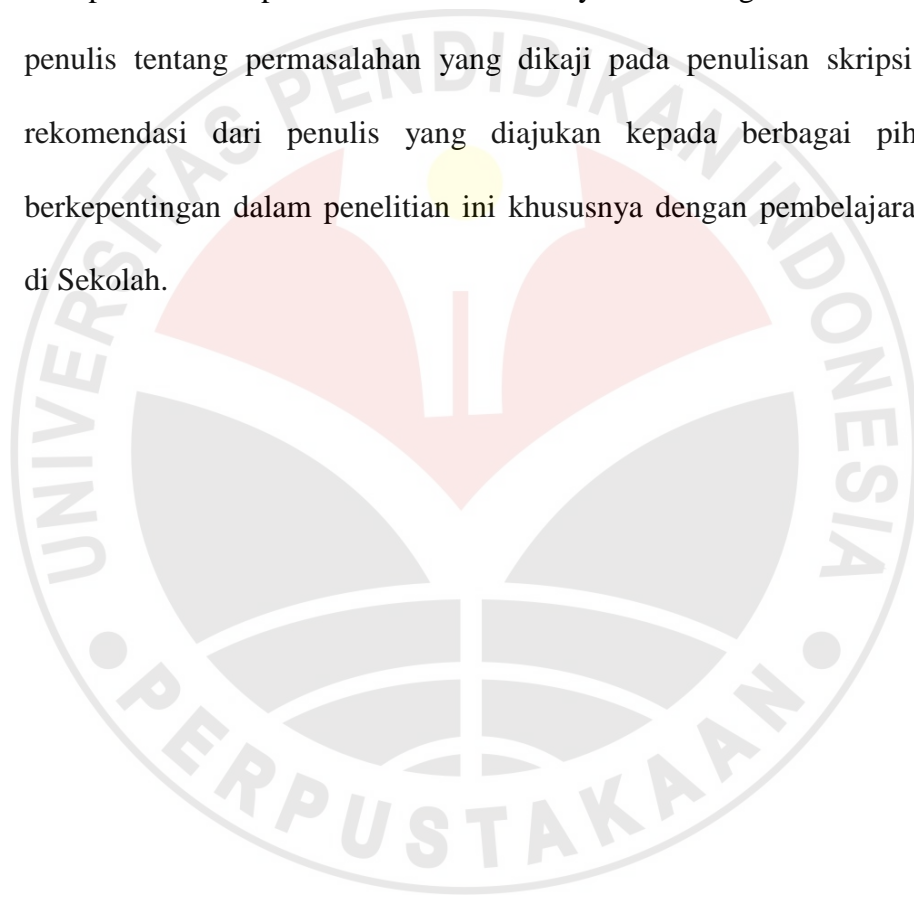 penulis tentang permasalahan yang dikaji pada penulisan skripsi
rekomendasi dari penulis yang diajukan kepada berbagai pih
berkepentingan dalam penelitian ini khususnya dengan pembelajara
di Sekolah.
UNIVERSITAS PENDIDIKAN INDONESIA
PERPUSTAKAAN